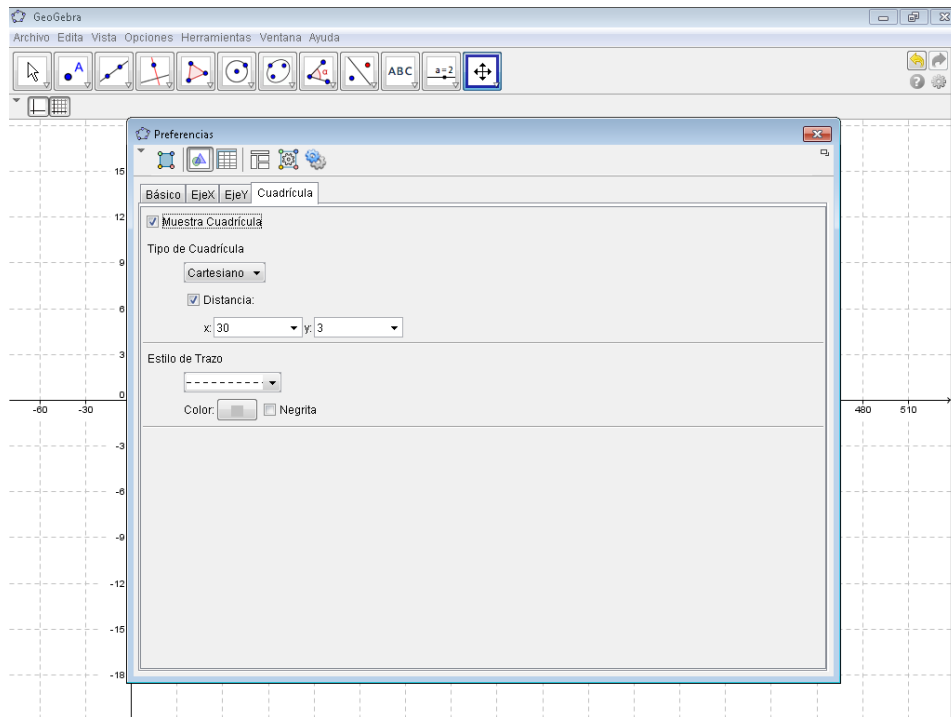 GeoGebra
Archivo Edita Vista Opciones Herramientas Ventana Ayuda
A
α
ABC
a=2
Preferencias
Básico EjeX EjeY Cuadrícula
Muestra Cuadrícula
Tipo de Cuadrícula
Cartesiano
Distancia:
x: 30 y: 3
Estilo de Trazo
Color: Negrita
15
12
9
6
3
0
-60 -30 480 510
-3
-6
-9
-12
-15
-18